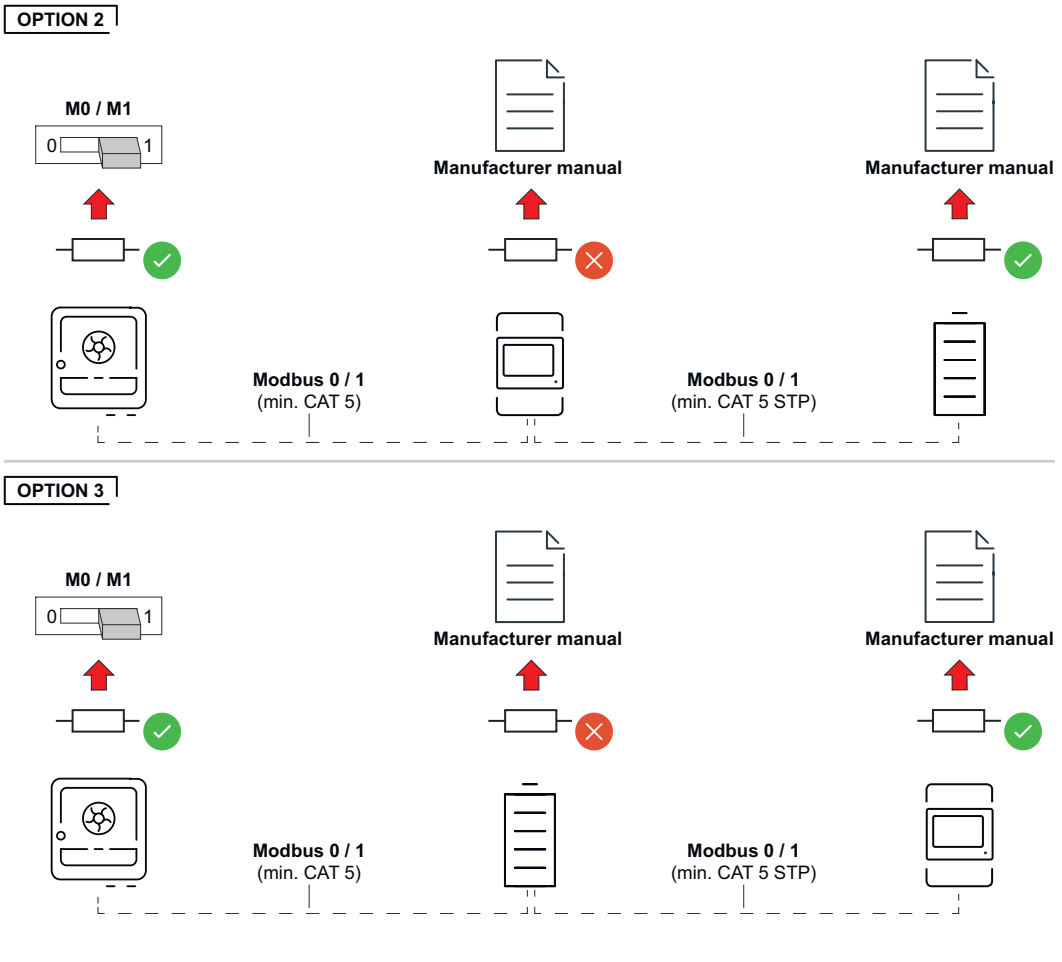 OPTION 2
M0 / M1
0 1
Manufacturer manual
Manufacturer manual
Modbus 0 / 1
(min. CAT 5)
Modbus 0 / 1
(min. CAT 5 STP)
OPTION 3
M0 / M1
0 1
Manufacturer manual
Manufacturer manual
Modbus 0 / 1
(min. CAT 5)
Modbus 0 / 1
(min. CAT 5 STP)